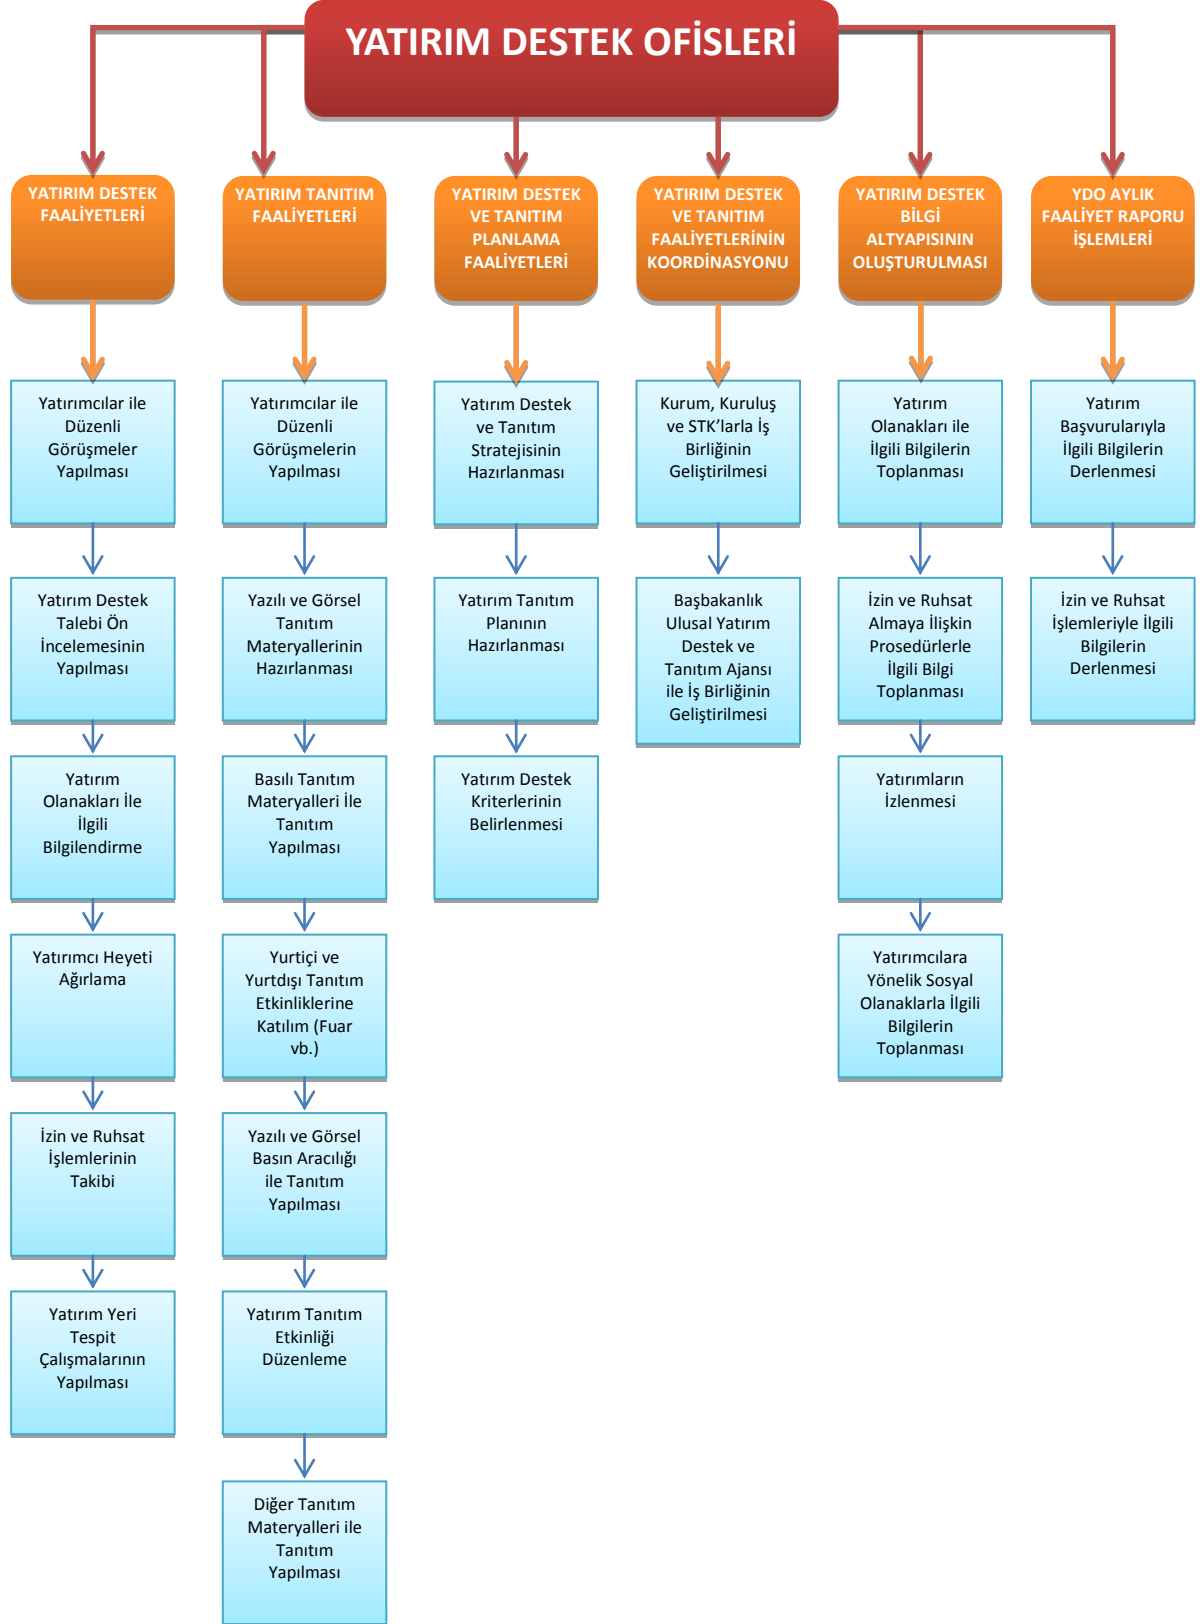 YATIRIM DESTEK OFİSLERİ
YATIRIM DESTEK
FAALİYETLERİ
YATIRIM TANITIM
FAALİYETLERİ
YATIRIM DESTEK
VE TANITIM
PLANLAMA
FAALİYETLERİ
YATIRIM DESTEK
VE TANITIM
FAALİYETLERİNİN
KOORDİNASYONU
YATIRIM DESTEK
BİLGİ
ALTYAPISININ
OLUŞTURULMASI
YDO AYLIK
FAALİYET RAPORU
İŞLEMLERİ
Yatırımcılar ile
Düzenli
Görüşmeler
Yapılması
Yatırımcılar ile
Düzenli
Görüşmelerin
Yapılması
Yatırım Destek
ve Tanıtım
Stratejisinin
Hazırlanması
Kurum, Kuruluş
ve STK’larla İş
Birliğinin
Geliştirilmesi
Yatırım
Olanakları ile
İlgili Bilgilerin
Toplanması
Yatırım
Başvurularıyla
İlgili Bilgilerin
Derlenmesi
Yatırım Destek
Talebi Ön
İncelemesinin
Yapılması
Yazılı ve Görsel
Tanıtım
Materyallerinin
Hazırlanması
Yatırım Tanıtım
Planının
Hazırlanması
Başbakanlık
Ulusal Yatırım
Destek ve
Tanıtım Ajansı
ile İş Birliğinin
Geliştirilmesi
İzin ve Ruhsat
Almaya İlişkin
Prosedürlerle
İlgili Bilgi
Toplanması
İzin ve Ruhsat
İşlemleriyle İlgili
Bilgilerin
Derlenmesi
Yatırım
Olanakları İle
İlgili
Bilgilendirme
Basılı Tanıtım
Materyalleri İle
Tanıtım
Yapılması
Yatırım Destek
Kriterlerinin
Belirlenmesi
Yatırımların
İzlenmesi
Yatırımcı Heyeti
Ağırlama
Yurtiçi ve
Yurtdışı Tanıtım
Etkinliklerine
Katılım (Fuar
vb.)
Yatırımcılara
Yönelik Sosyal
Olanaklarla İlgili
Bilgilerin
Toplanması
İzin ve Ruhsat
İşlemlerinin
Takibi
Yazılı ve Görsel
Basın Aracılığı
ile Tanıtım
Yapılması
Yatırım Yeri
Tespit
Çalışmalarının
Yapılması
Yatırım Tanıtım
Etkinliği
Düzenleme
Diğer Tanıtım
Materyalleri ile
Tanıtım
Yapılması